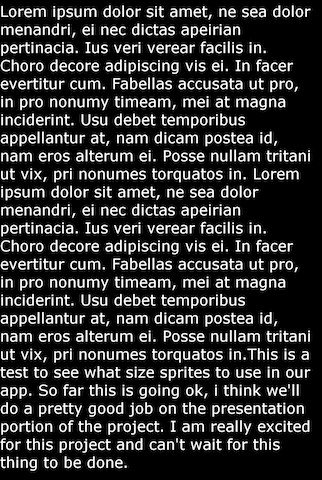 Lorem ipsum dolor sit amet, ne sea dolor
menandri, ei nec dictas apeirian
pertinacia. Ius veri verear facilis in.
Choro decore adipiscing vis ei. In facer
evertitur cum. Fabellas accusata ut pro,
in pro nonumy timeam, mei at magna
inciderint. Usu debet temporibus
appellantur at, nam dicam postea id,
nam eros alterum ei. Posse nullam tritani
ut vix, pri nonumes torquatos in. Lorem
ipsum dolor sit amet, ne sea dolor
menandri, ei nec dictas apeirian
pertinacia. Ius veri verear facilis in.
Choro decore adipiscing vis ei. In facer
evertitur cum. Fabellas accusata ut pro,
in pro nonumy timeam, mei at magna
inciderint. Usu debet temporibus
appellantur at, nam dicam postea id,
nam eros alterum ei. Posse nullam tritani
ut vix, pri nonumes torquatos in.This is a
test to see what size sprites to use in our
app. So far this is going ok, i think we'll
do a pretty good job on the presentation
portion of the project. I am really excited
for this project and can't wait for this
thing to be done.